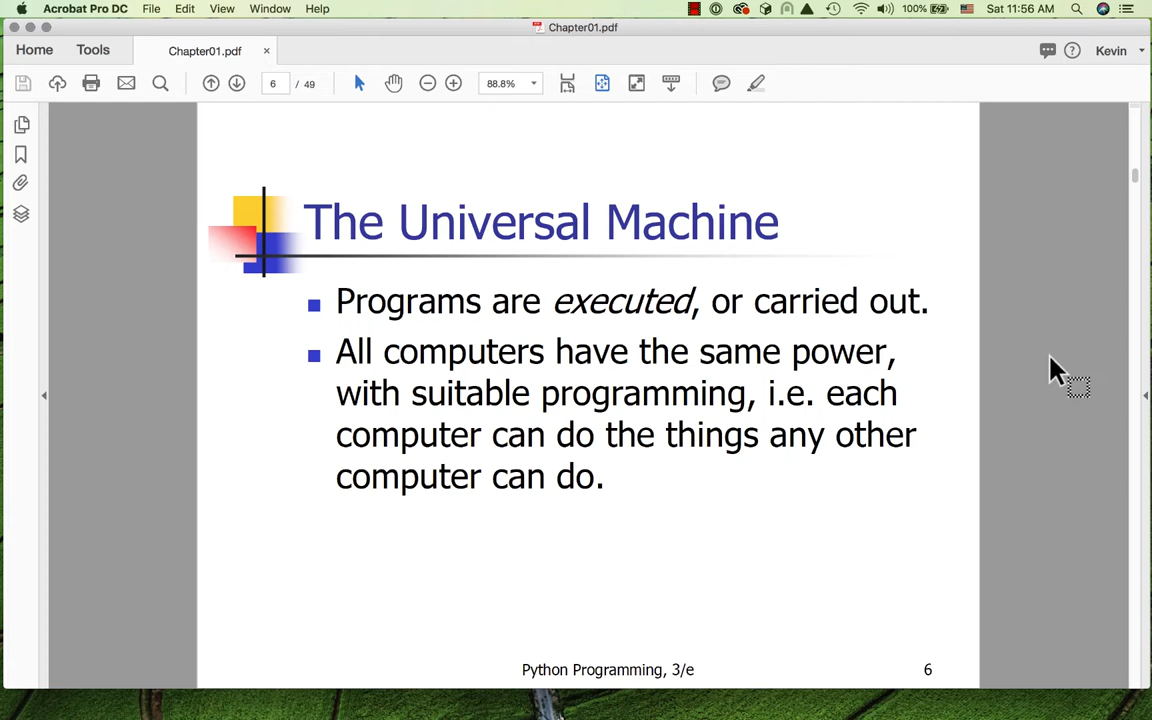 Acrobat Pro DC File Edit View Window Help 100% Sat 11:56 AM
Chapter01.pdf
Home Tools Chapter01.pdf × Kevin
6 / 49 88.8%
The Universal Machine
Programs are executed, or carried out.
All computers have the same power,
with suitable programming, i.e. each
computer can do the things any other
computer can do.
Python Programming, 3/e 6